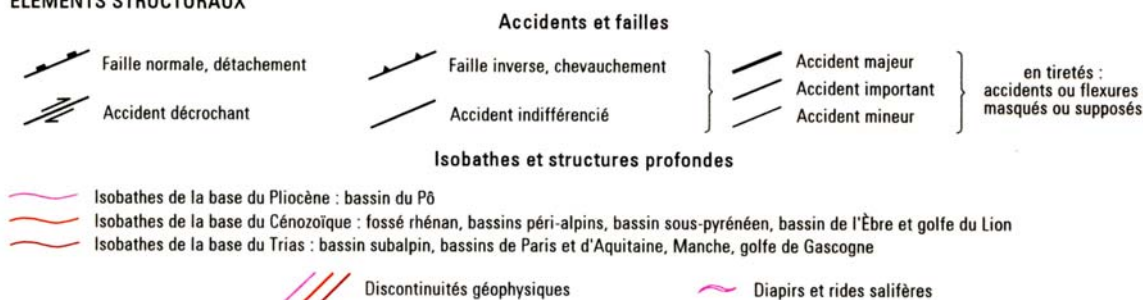 ÉLÉMENTS STRUCTURAUX
Accidents et failles
Faille normale, détachement
Faille inverse, chevauchement
Accident majeur
Accident important
Accident mineur
en tiretés :
accidents ou flexures
masqués ou supposés
Accident décrochant
Accident indifférencié
Isobathes et structures profondes
Isobathes de la base du Pliocène : bassin du Pô
Isobathes de la base du Cénozoïque : fossé rhénan, bassins péri-alpins, bassin sous-pyrénéen, bassin de l'Èbre et golfe du Lion
Isobathes de la base du Trias : bassin subalpin, bassins de Paris et d'Aquitaine, Manche, golfe de Gascogne
Discontinuités géophysiques
Diapirs et rides salifères